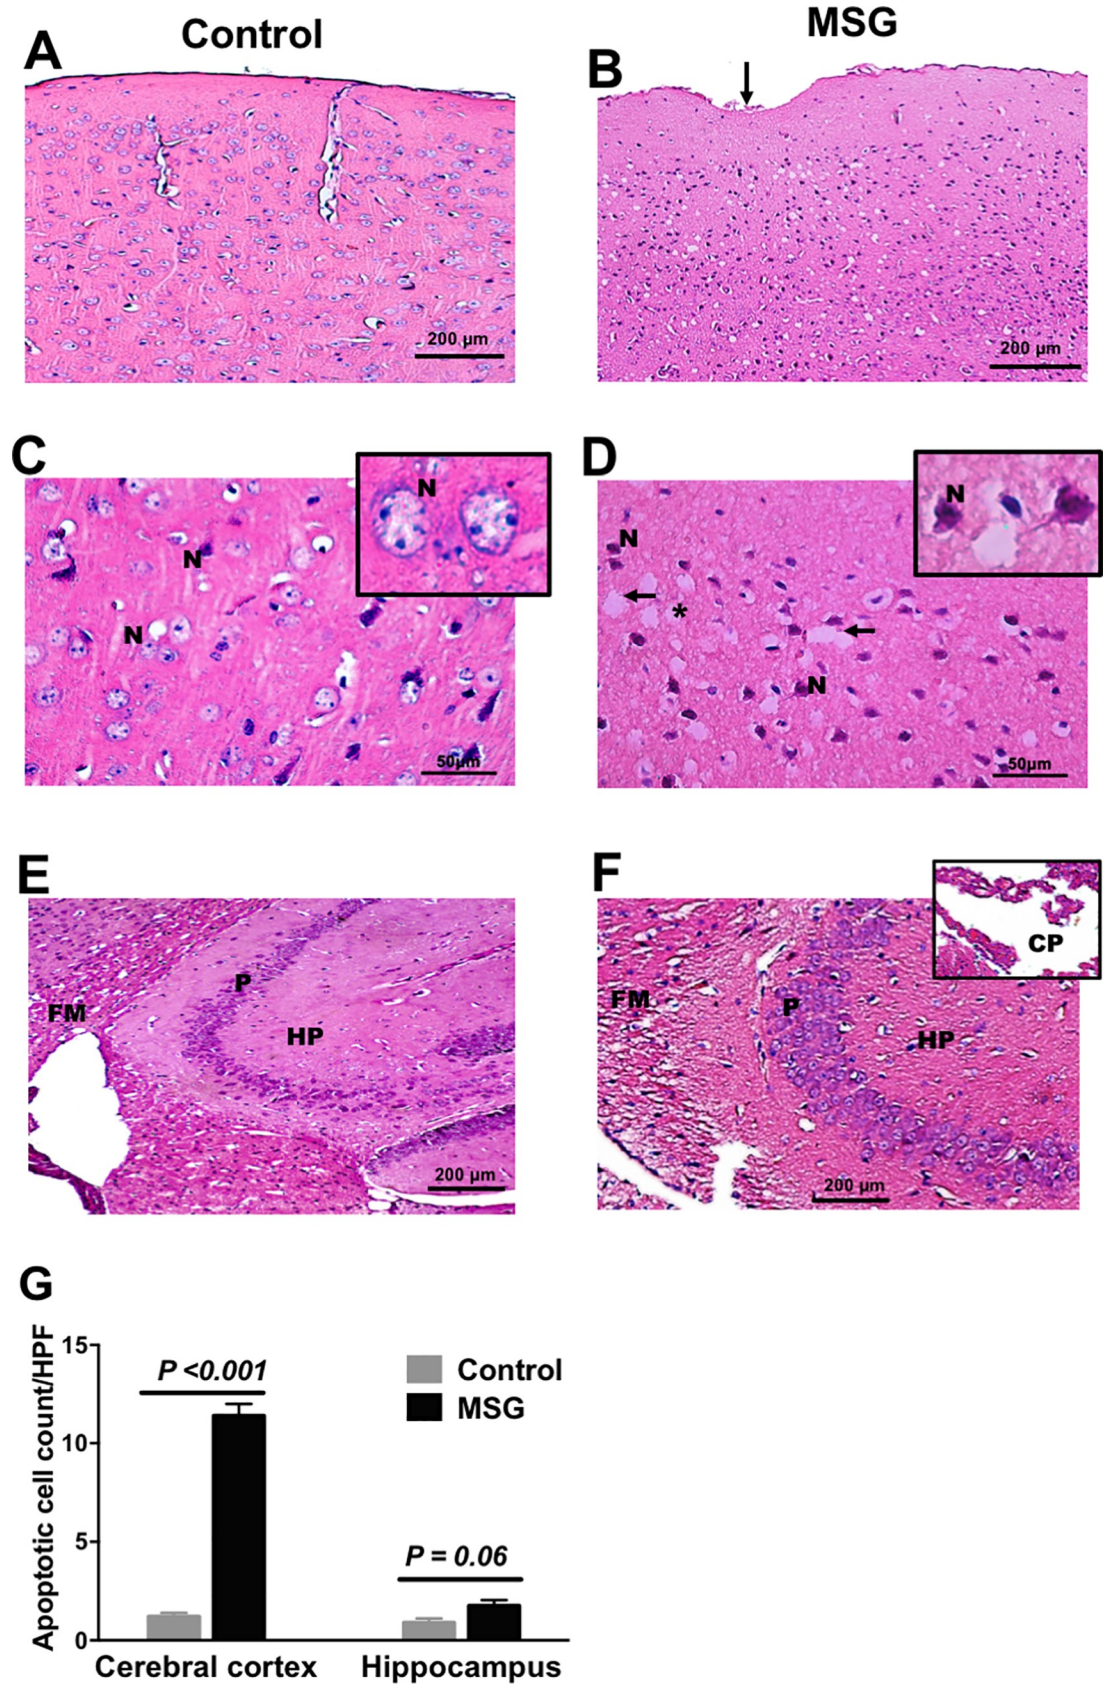 Control
MSG
A
B
200 µm
200 µm
C
D
N
N
N
N
N
N
*
50µm
50µm
E
F
CP
FM
P
HP
200 µm
FM
P
HP
200 µm
G
Apoptotic cell count/HPF
15
10
5
0
P <0.001
P = 0.06
Control
MSG
Cerebral cortex
Hippocampus